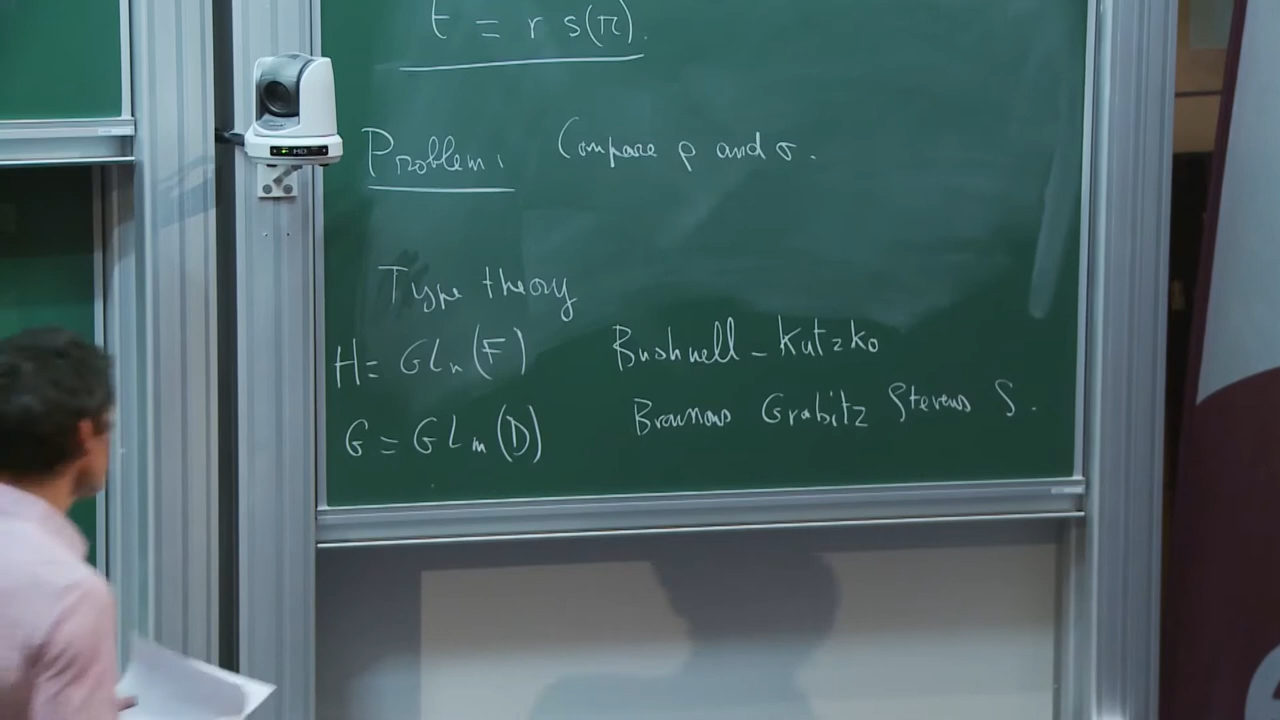 t = r s(π).
Problem: Compare ρ and σ.
Type theory
H = GLn(F) Bushnell - Kutzko
G = GLm(D) Broussous Grabitz Stevens S.